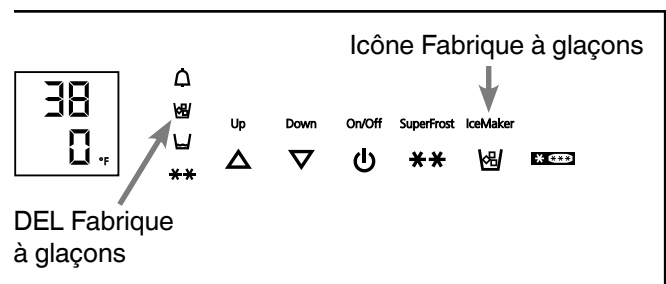 Icône Fabrique à glaçons
38
0 °F
Up Down On/Off SuperFrost IceMaker
DEL Fabrique
à glaçons